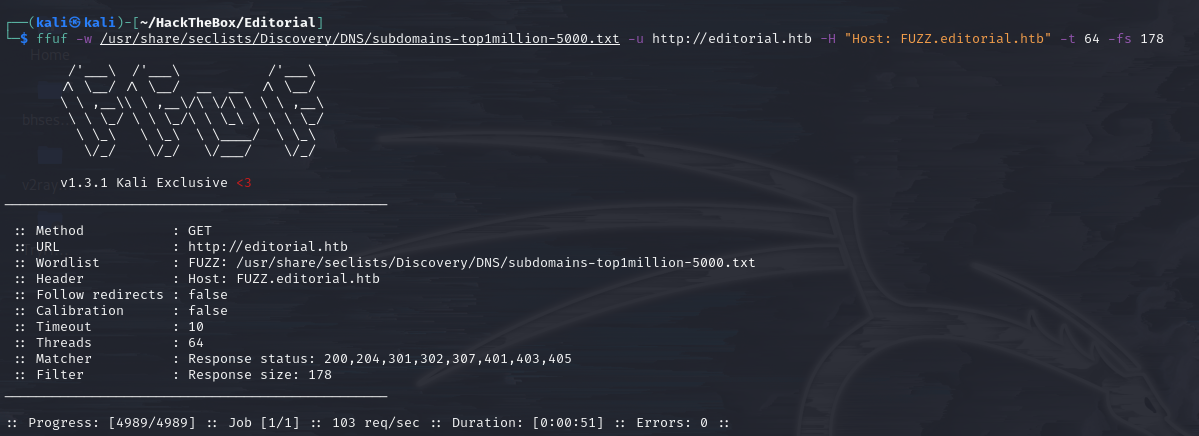 ┌──(kali㉿kali)-[~/HackTheBox/Editorial]
└─$ ffuf -w /usr/share/seclists/Discovery/DNS/subdomains-top1million-5000.txt -u http://editorial.htb -H "Host: FUZZ.editorial.htb" -t 64 -fs 178
v1.3.1 Kali Exclusive <3
:: Method : GET
:: URL : http://editorial.htb
:: Wordlist : FUZZ: /usr/share/seclists/Discovery/DNS/subdomains-top1million-5000.txt
:: Header : Host: FUZZ.editorial.htb
:: Follow redirects : false
:: Calibration : false
:: Timeout : 10
:: Threads : 64
:: Matcher : Response status: 200,204,301,302,307,401,403,405
:: Filter : Response size: 178
:: Progress: [4989/4989] :: Job [1/1] :: 103 req/sec :: Duration: [0:00:51] :: Errors: 0 ::
Home